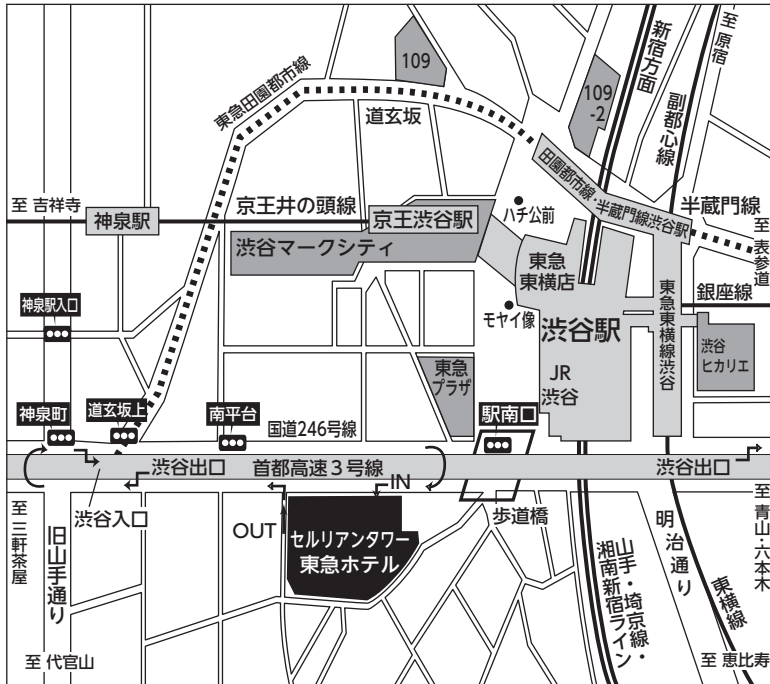 109
109
-2
新宿方面
副都心線
至 原宿
東急田園都市線
道玄坂
田園都市線・半蔵門線渋谷駅
半蔵門線
至 表参道
至 吉祥寺
神泉駅
京王井の頭線
京王渋谷駅
渋谷マークシティ
ハチ公前
東急
東横店
モヤイ像
渋谷駅
JR
渋谷
東急東横線渋谷
銀座線
渋谷
ヒカリエ
神泉駅入口
東急
プラザ
神泉町
道玄坂上
南平台
国道246号線
駅南口
渋谷出口
首都高速3号線
渋谷出口
渋谷入口
IN
OUT
セルリアンタワー
東急ホテル
歩道橋
至 三軒茶屋
旧山手通り
至 代官山
山手・埼京線・
湘南新宿ライン
明治通り
東横線
至 青山・六本木
至 恵比寿